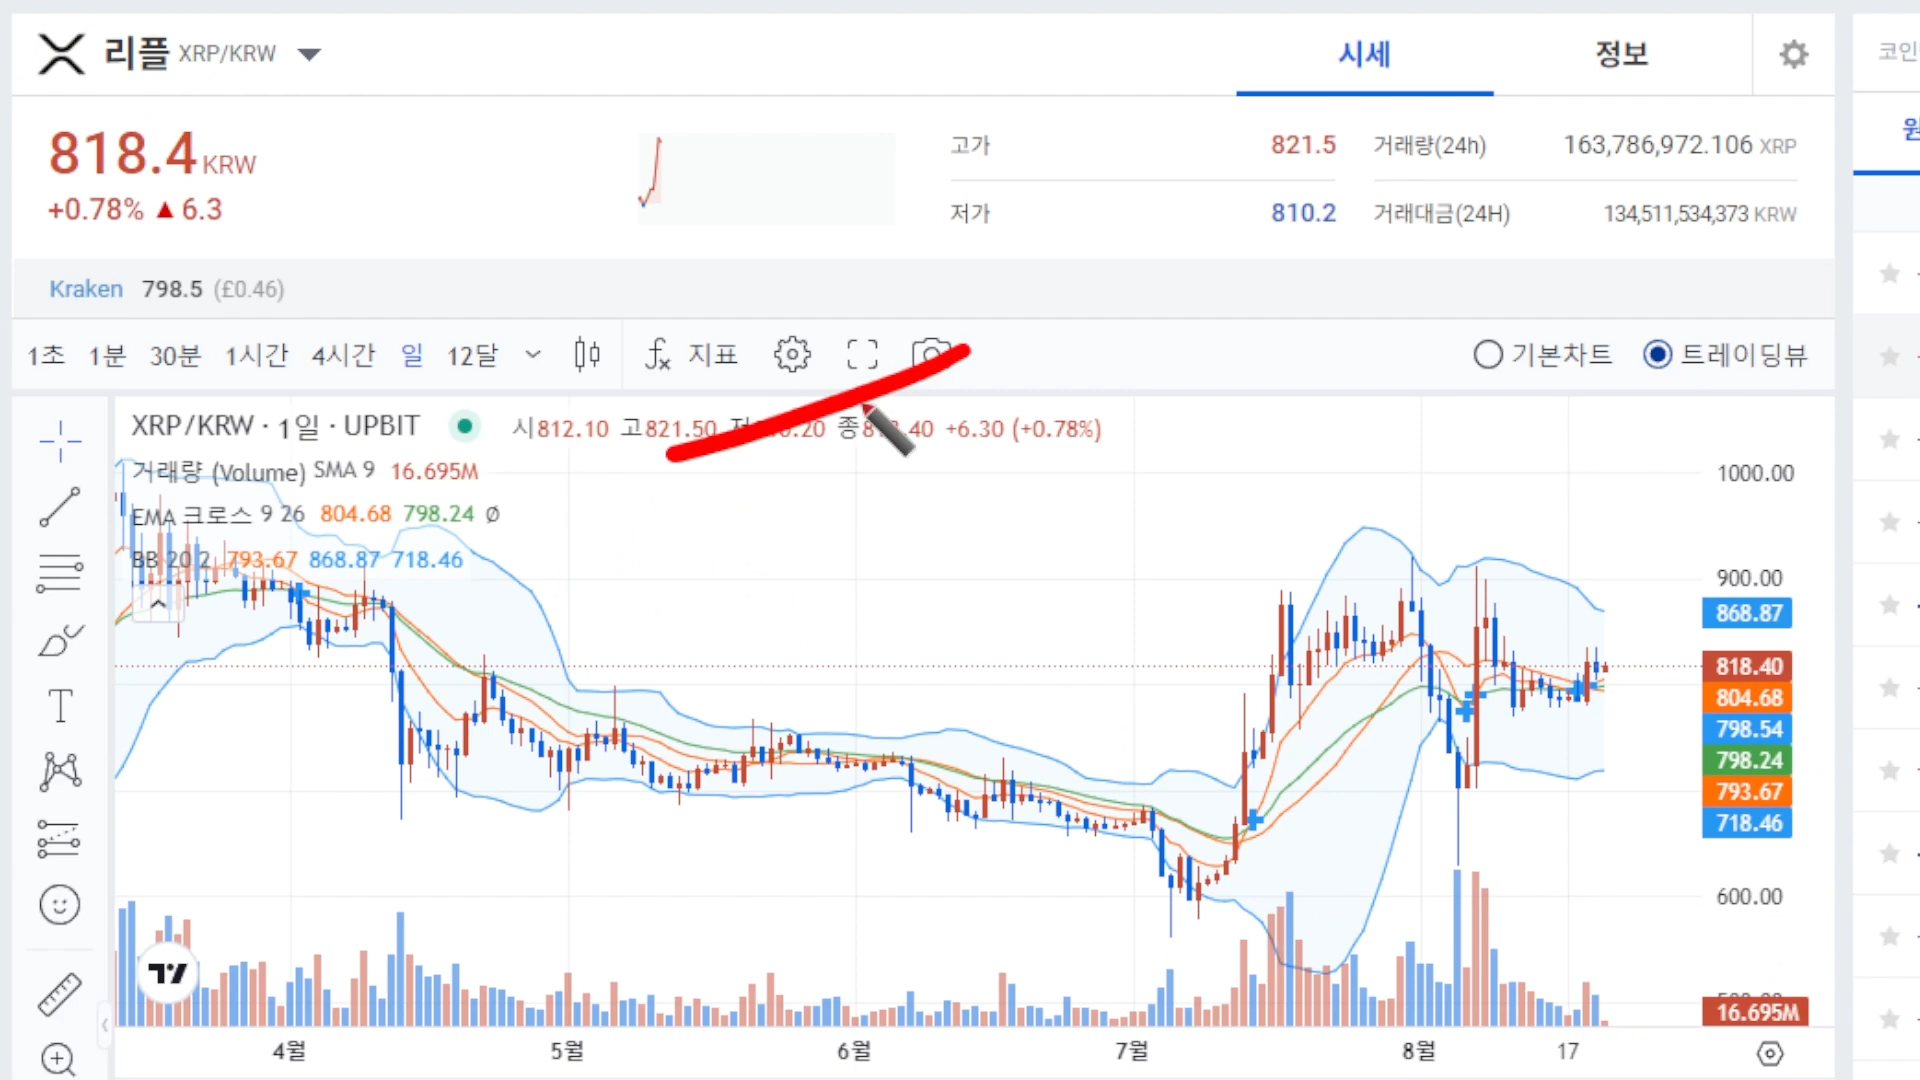 리플 XRP/KRW
시세
정보
코인
818.4 KRW
+0.78% ▲ 6.3
고가 821.5
거래량(24h) 163,786,972.106 XRP
저가 810.2
거래대금(24H) 134,511,534,373 KRW
원
Kraken 798.5 (£0.46)
1초 1분 30분 1시간 4시간 일 12달
지표
기본차트 트레이딩뷰
XRP/KRW · 1일 · UPBIT
시812.10 고821.50 종 .40 +6.30 (+0.78%)
거래량 (Volume) SMA 9 16.695M
EMA 크로스 9 26 804.68 798.24 Ø
BB 20 2 793.67 868.87 718.46
1000.00
900.00
868.87
818.40
804.68
798.54
798.24
793.67
718.46
600.00
16.695M
4월 5월 6월 7월 8월 17